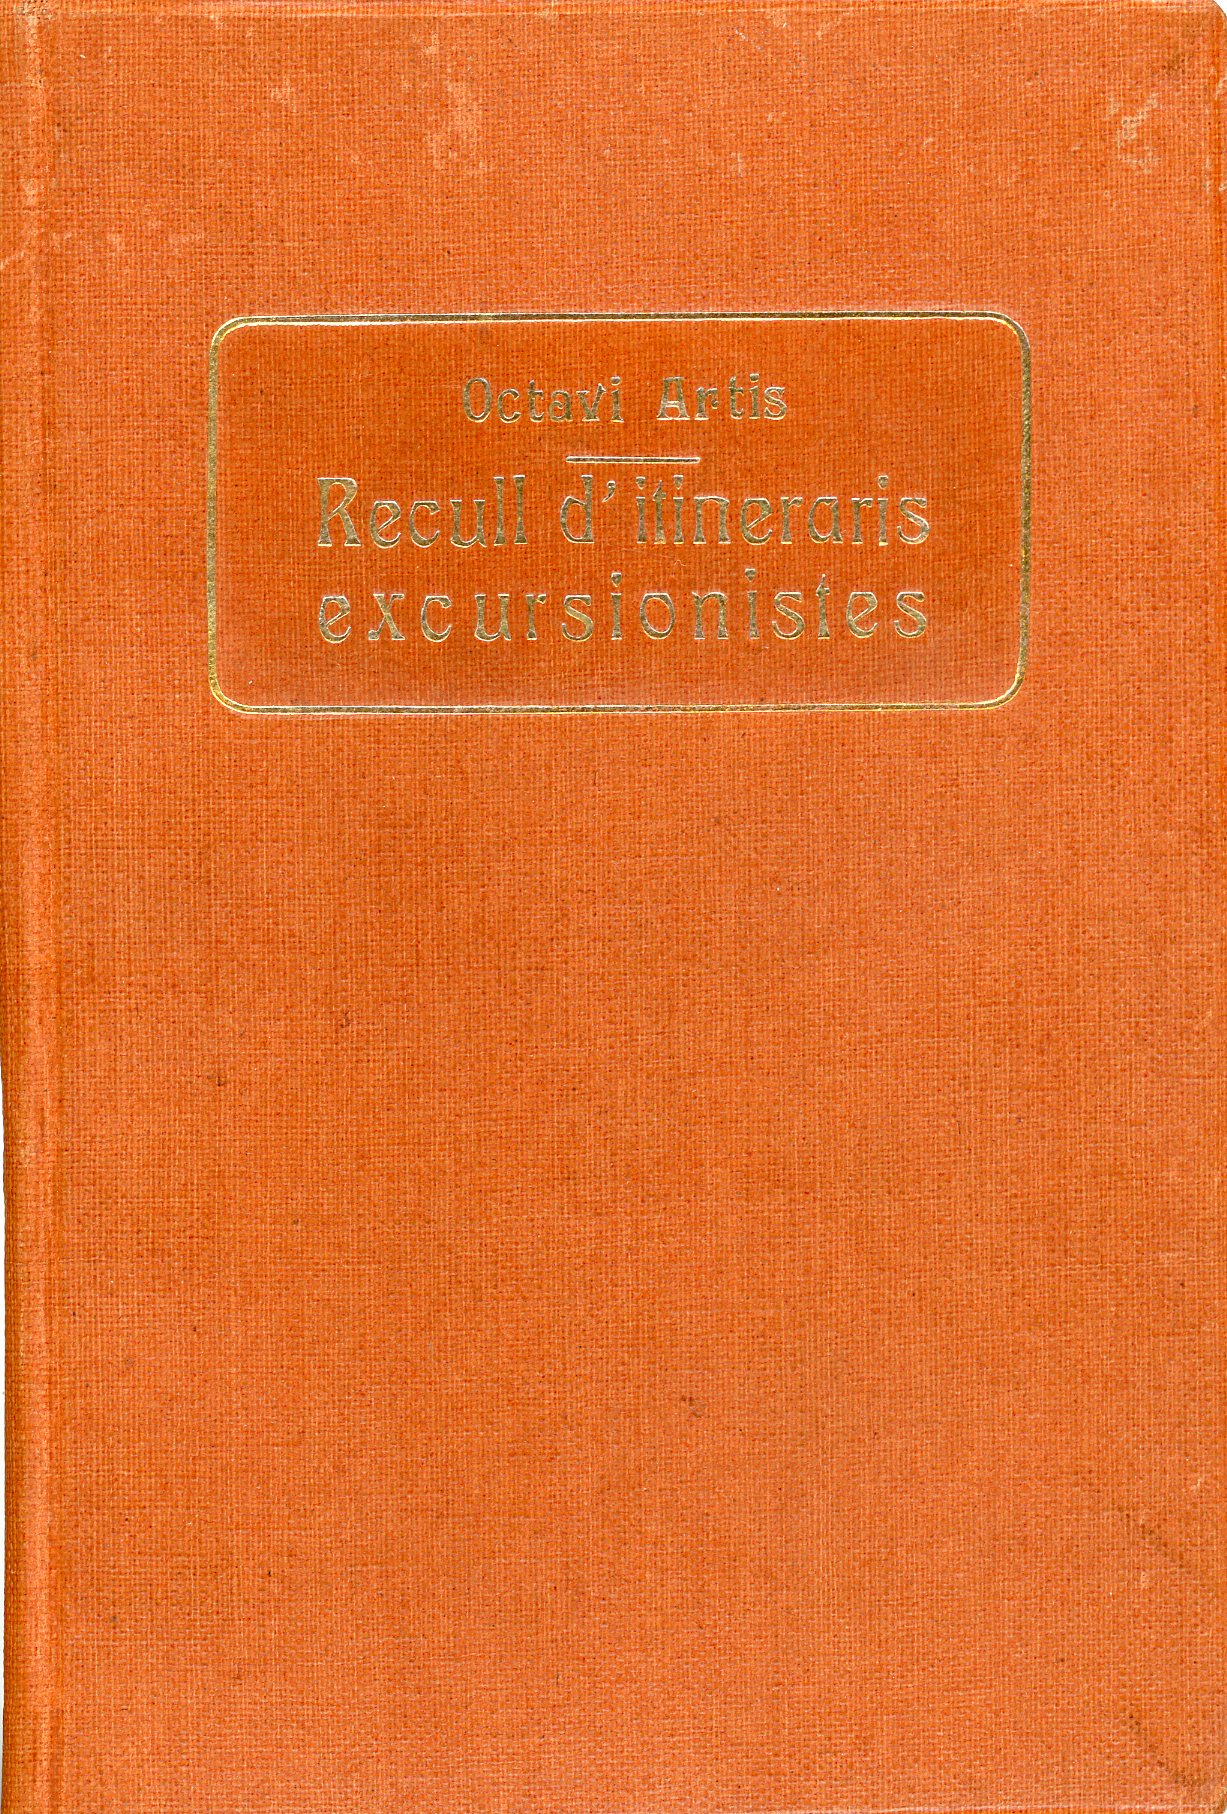 Octavi Artis
Recull d'itineraris
excursionistes